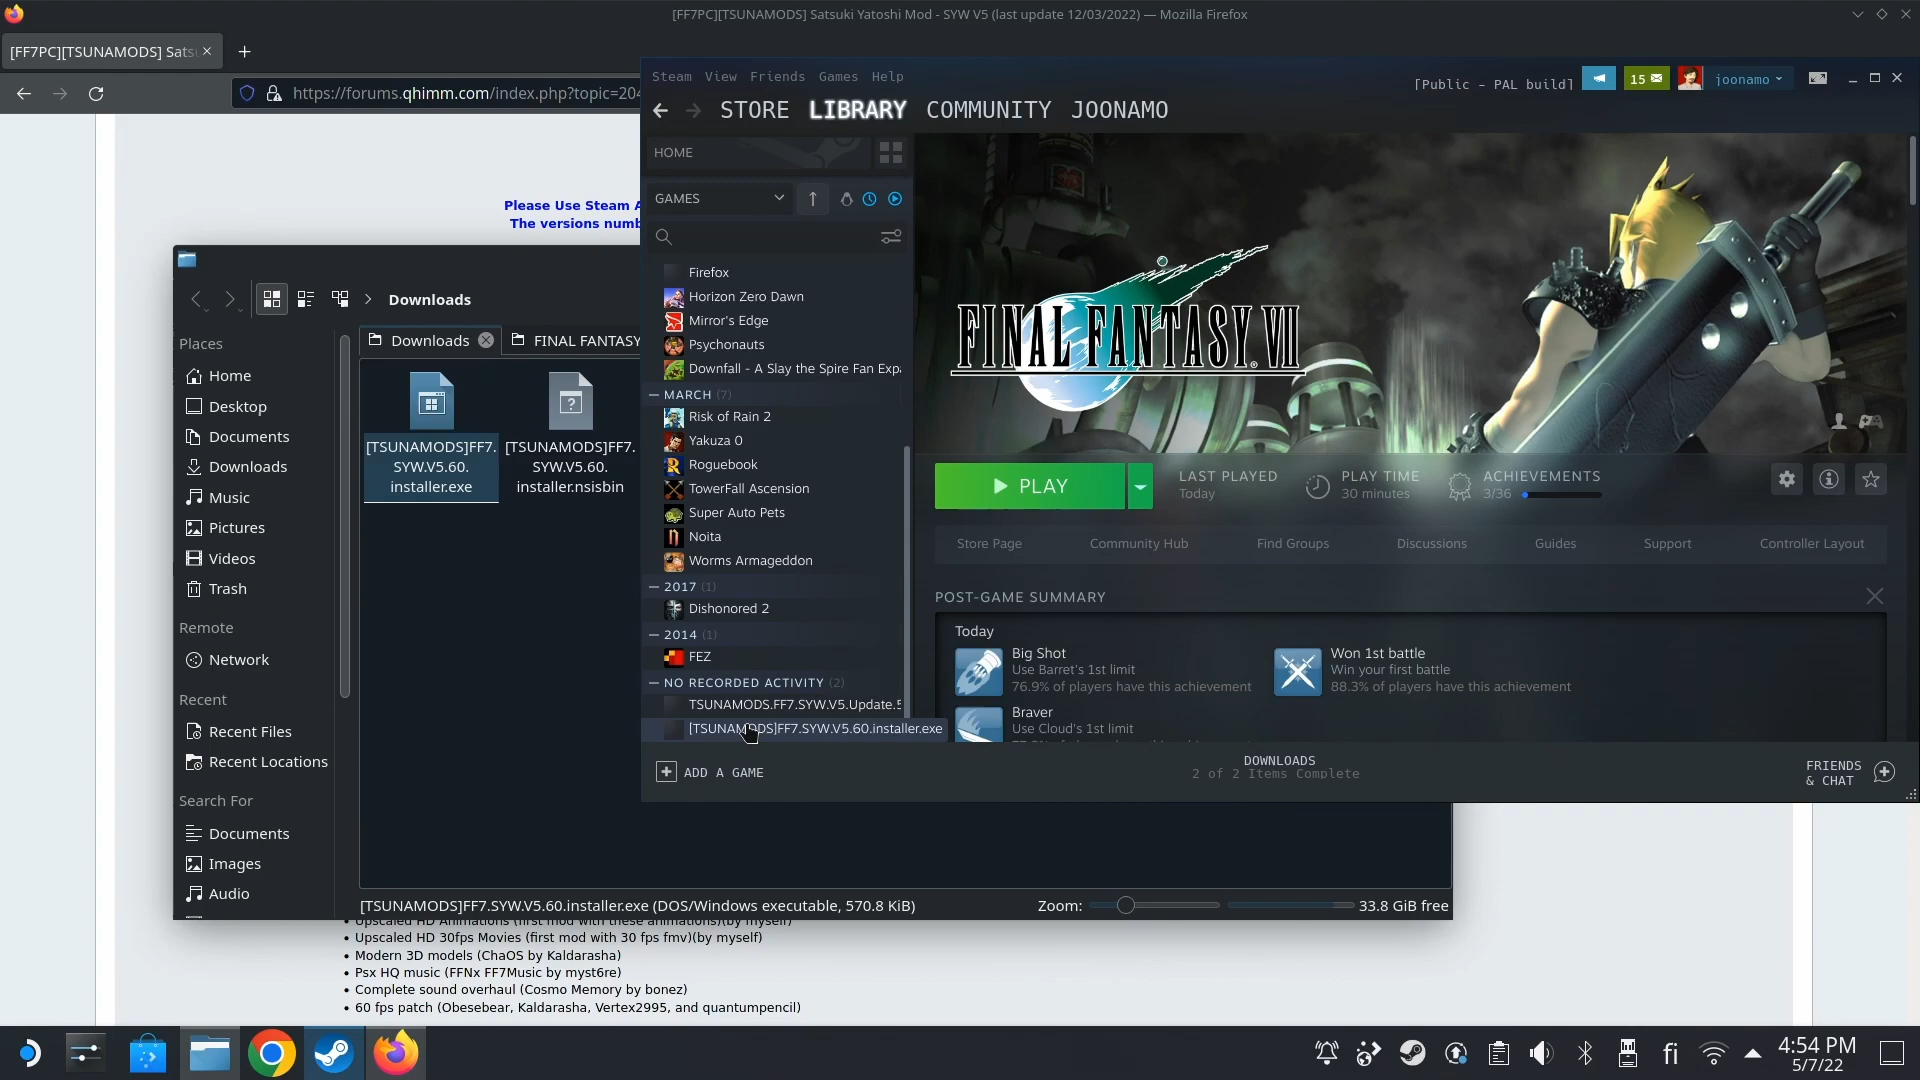 [FF7PC][TSUNAMODS] Satsuki Yatoshi Mod - SYW V5 (last update 12/03/2022) — Mozilla Firefox
[FF7PC][TSUNAMODS] Sats
https://forums.qhimm.com/index.php?topic=204
Please Use Steam A
The versions numb
Steam View Friends Games Help
[Public - PAL build]
15
joonamo
STORE LIBRARY COMMUNITY JOONAMO
HOME
GAMES
Firefox
Horizon Zero Dawn
Mirror's Edge
Psychonauts
Downfall - A Slay the Spire Fan Expa
MARCH (7)
Risk of Rain 2
Yakuza 0
Roguebook
TowerFall Ascension
Super Auto Pets
Noita
Worms Armageddon
2017 (1)
Dishonored 2
2014 (1)
FEZ
NO RECORDED ACTIVITY (2)
TSUNAMODS.FF7.SYW.V5.Update.5
[TSUNAMODS]FF7.SYW.V5.60.installer.exe
ADD A GAME
FINAL FANTASY VII
PLAY
LAST PLAYED
Today
PLAY TIME
30 minutes
ACHIEVEMENTS
3/36
Store Page
Community Hub
Find Groups
Discussions
Guides
Support
Controller Layout
POST-GAME SUMMARY
Today
Big Shot
Use Barret's 1st limit
76.9% of players have this achievement
Won 1st battle
Win your first battle
88.3% of players have this achievement
Braver
Use Cloud's 1st limit
DOWNLOADS
2 of 2 Items Complete
FRIENDS
& CHAT
Downloads
Places
Home
Desktop
Documents
Downloads
Music
Pictures
Videos
Trash
Remote
Network
Recent
Recent Files
Recent Locations
Search For
Documents
Images
Audio
Downloads
FINAL FANTASY
[TSUNAMODS]FF7.
SYW.V5.60.
installer.exe
[TSUNAMODS]FF7.
SYW.V5.60.
installer.nsisbin
[TSUNAMODS]FF7.SYW.V5.60.installer.exe (DOS/Windows executable, 570.8 KiB)
Zoom:
33.8 GiB free
• Upscaled HD Animations (first mod with these animations)(by myself)
• Upscaled HD 30fps Movies (first mod with 30 fps fmv)(by myself)
• Modern 3D models (ChaOS by Kaldarasha)
• Psx HQ music (FFNx FF7Music by myst6re)
• Complete sound overhaul (Cosmo Memory by bonez)
• 60 fps patch (Obesebear, Kaldarasha, Vertex2995, and quantumpencil)
fi
4:54 PM
5/7/22